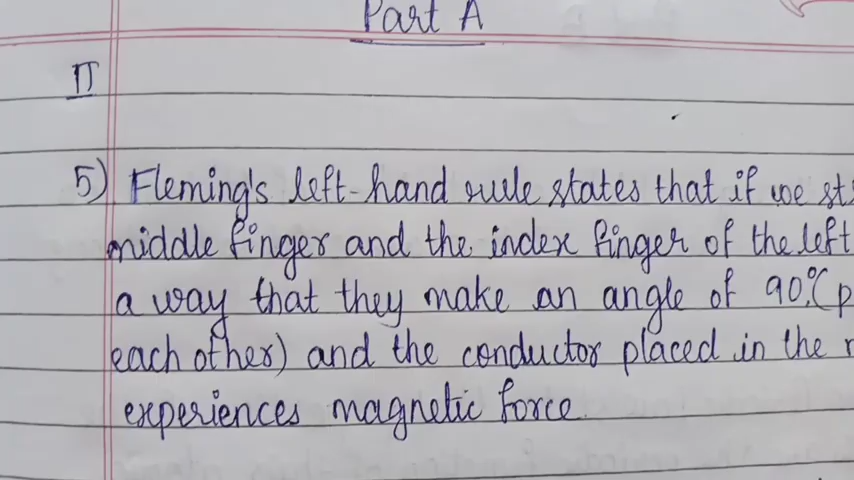 Part A
II
5) Fleming's left-hand rule states that if we
middle finger and the index finger of the left
a way that they make an angle of 90°(
each other) and the conductor placed in the
experiences magnetic force.